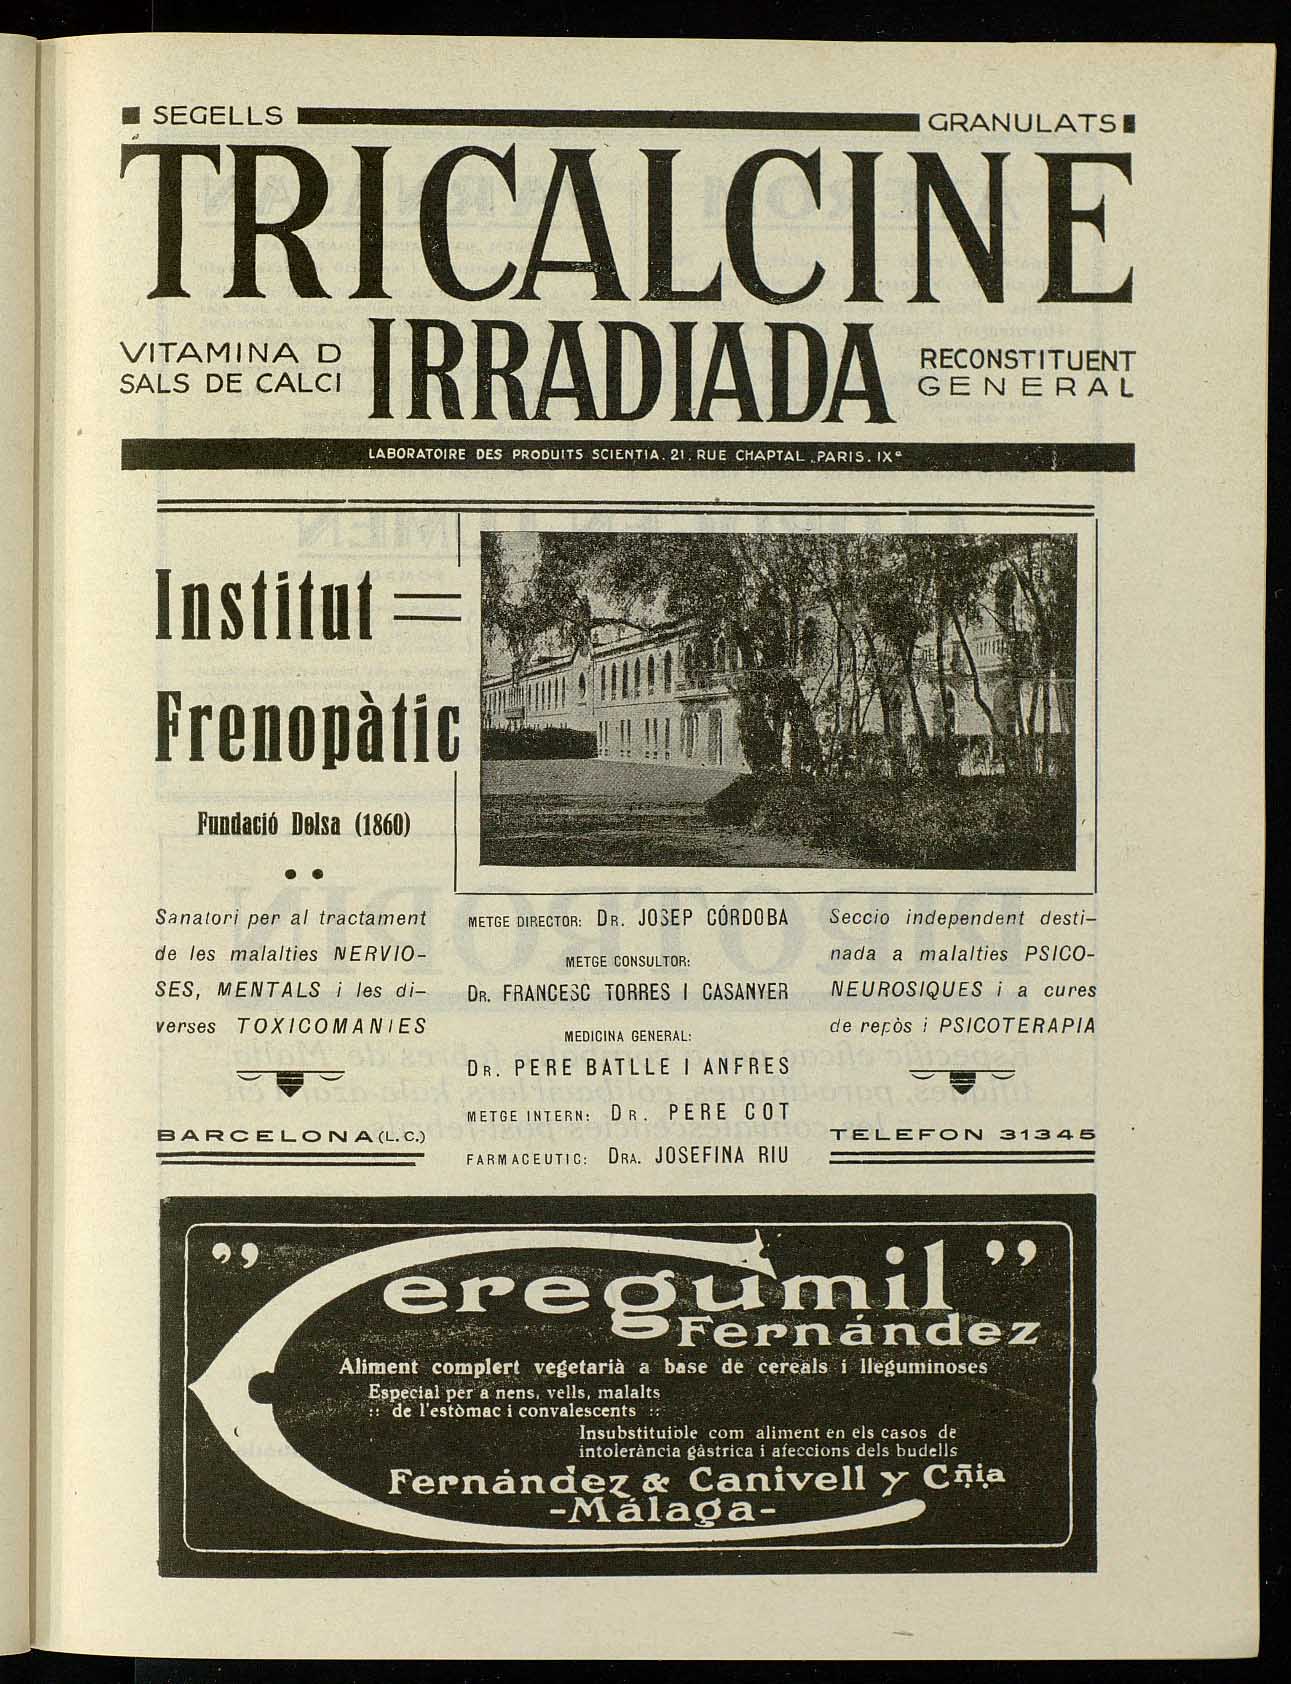 SEGELLS
GRANULATS
TRICALCINE
VITAMINA D
SALS DE CALCI
IRRADIADA
RECONSTITUENT
GENERAL
LABORATOIRE DES PRODUITS SCIENTIA. 21. RUE CHAPTAL. PARIS. IXe
Institut
Frenopàtic
Fundació Dolsa (1860)
Sanatori per al tractament
de les malalties NERVIO-
SES, MENTALS i les di-
verses TOXICOMANIES
BARCELONA (L. C.)
METGE DIRECTOR: DR. JOSEP CÓRDOBA
METGE CONSULTOR:
DR. FRANCESC TORRES I CASANYER
MEDICINA GENERAL:
DR. PERE BATLLE I ANFRES
METGE INTERN: DR. PERE COT
FARMACEUTIC: DRA. JOSEFINA RIU
Seccio independent desti-
nada a malalties PSICO-
NEUROSIQUES i a cures
de repòs i PSICOTERAPIA
TELEFON 31345
"Ceregumil"
Fernández
Aliment complert vegetarià a base de cereals i lleguminoses
Especial per a nens, vells, malalts
:: de l'estòmac i convalescents ::
Insubstituible com aliment en els casos de
intolerància gàstrica i afeccions dels budells
Fernández & Canivell y Cñia
-Málaga-